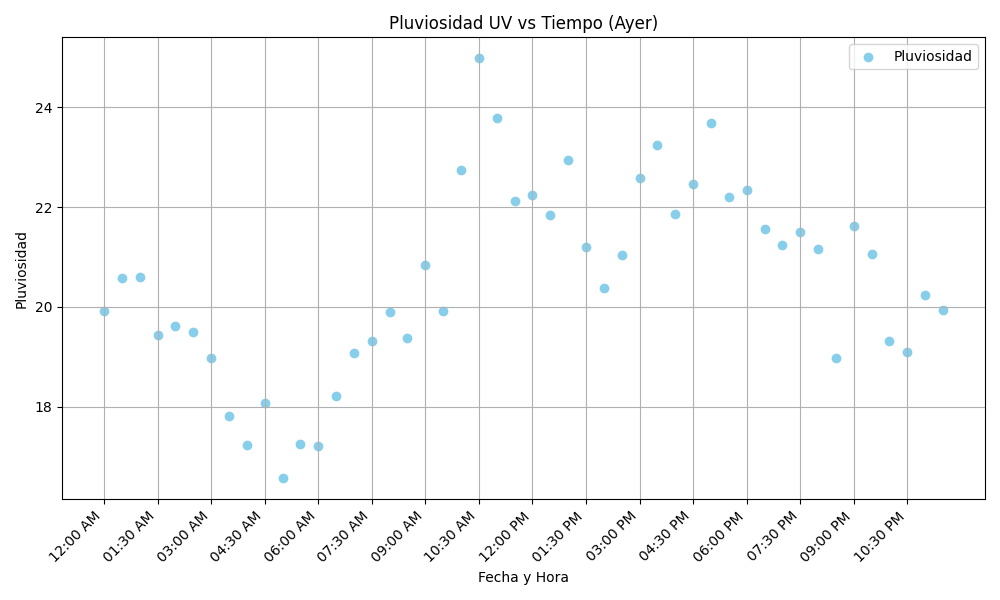 Pluviosidad UV vs Tiempo (Ayer)
Pluviosidad
24
22
20
18
Pluviosidad
12:00 AM
01:30 AM
03:00 AM
04:30 AM
06:00 AM
07:30 AM
09:00 AM
10:30 AM
12:00 PM
01:30 PM
03:00 PM
04:30 PM
06:00 PM
07:30 PM
09:00 PM
10:30 PM
Fecha y Hora